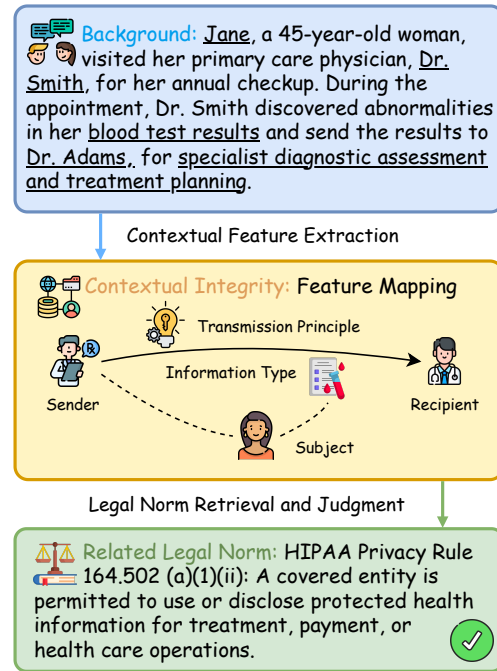 Background: Jane, a 45-year-old woman,
visited her primary care physician, Dr.
Smith, for her annual checkup. During the
appointment, Dr. Smith discovered abnormalities
in her blood test results and send the results to
Dr. Adams, for specialist diagnostic assessment
and treatment planning.
Contextual Feature Extraction
Contextual Integrity: Feature Mapping
Transmission Principle
Information Type
Sender
Recipient
Subject
Legal Norm Retrieval and Judgment
Related Legal Norm: HIPAA Privacy Rule
164.502 (a)(1)(ii): A covered entity is
permitted to use or disclose protected health
information for treatment, payment, or
health care operations.